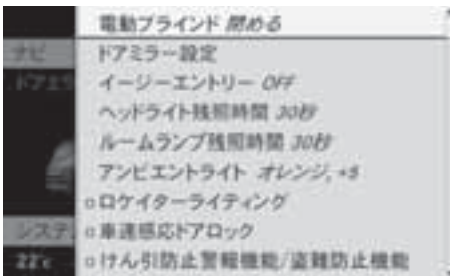 電動ブラインド 閉める
ナビ
ドアミラー設定
イージーエントリー OFF
ヘッドライト残照時間 30秒
ルームランプ残照時間 30秒
アンビエントライト オレンジ, +5
ロケイターライティング
システ
車速感応ドアロック
けん引防止警報機能/盗難防止機能